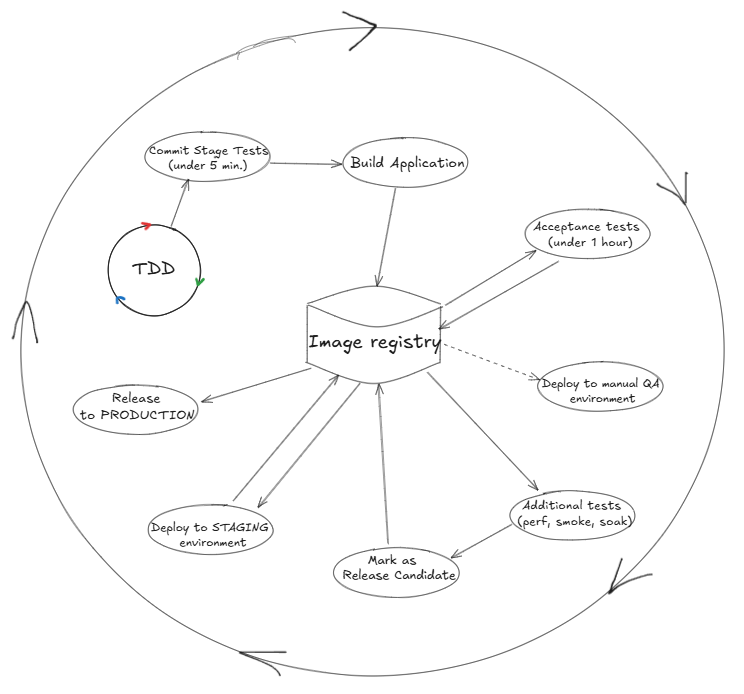 Commit Stage Tests
(under 5 min.)
Build Application
Acceptance tests
(under 1 hour)
TDD
Image registry
Deploy to manual QA
environment
Release
to PRODUCTION
Additional tests
(perf, smoke, soak)
Deploy to STAGING
environment
Mark as
Release Candidate